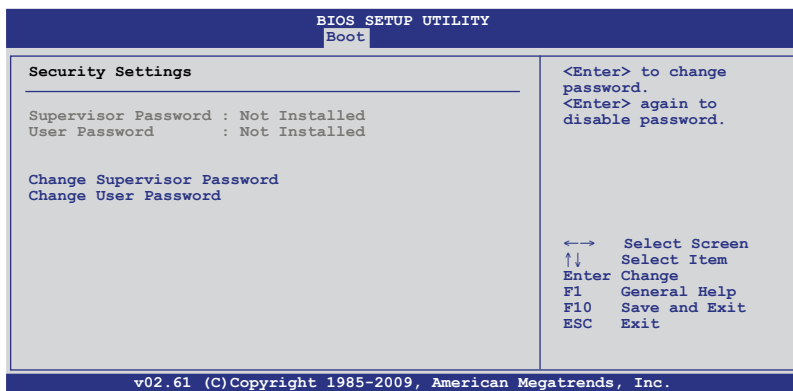 BIOS SETUP UTILITY
Boot
Security Settings
Supervisor Password : Not Installed
User Password : Not Installed
Change Supervisor Password
Change User Password
<Enter> to change
password.
<Enter> again to
disable password.
←→ Select Screen
↑↓ Select Item
Enter Change
F1 General Help
F10 Save and Exit
ESC Exit
v02.61 (C)Copyright 1985-2009, American Megatrends, Inc.